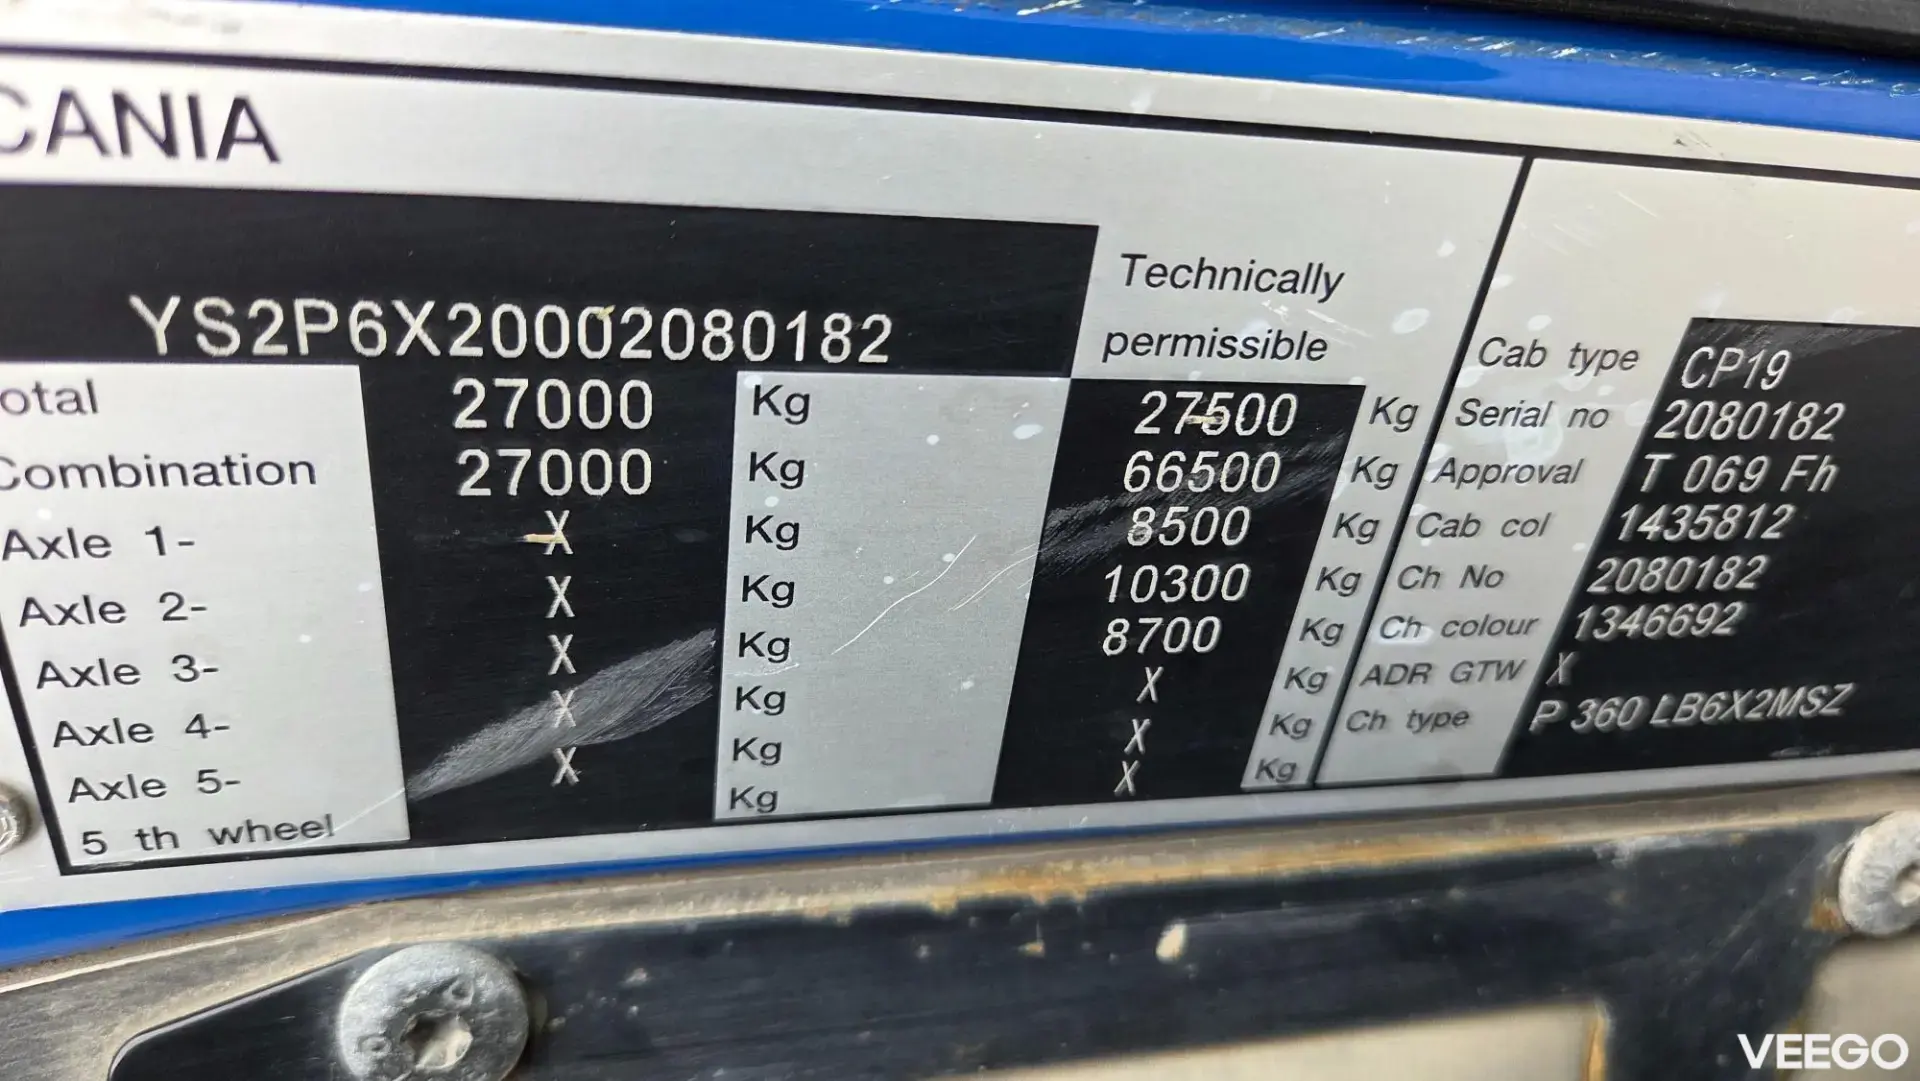 CANIA
YS2P6X20002080182
Technically
permissible
otal 27000 Kg 27500 Kg
Combination 27000 Kg 66500 Kg
Axle 1- X Kg 8500 Kg
Axle 2- X Kg 10300 Kg
Axle 3- X Kg 8700 Kg
Axle 4- X Kg X Kg
Axle 5- X Kg X Kg
5 th wheel Kg X Kg
Cab type CP19
Serial no 2080182
Approval T 069 Fh
Cab col 1435812
Ch No 2080182
Ch colour 1346692
ADR GTW X
Ch type P 360 LB6X2MSZ
VEEGO